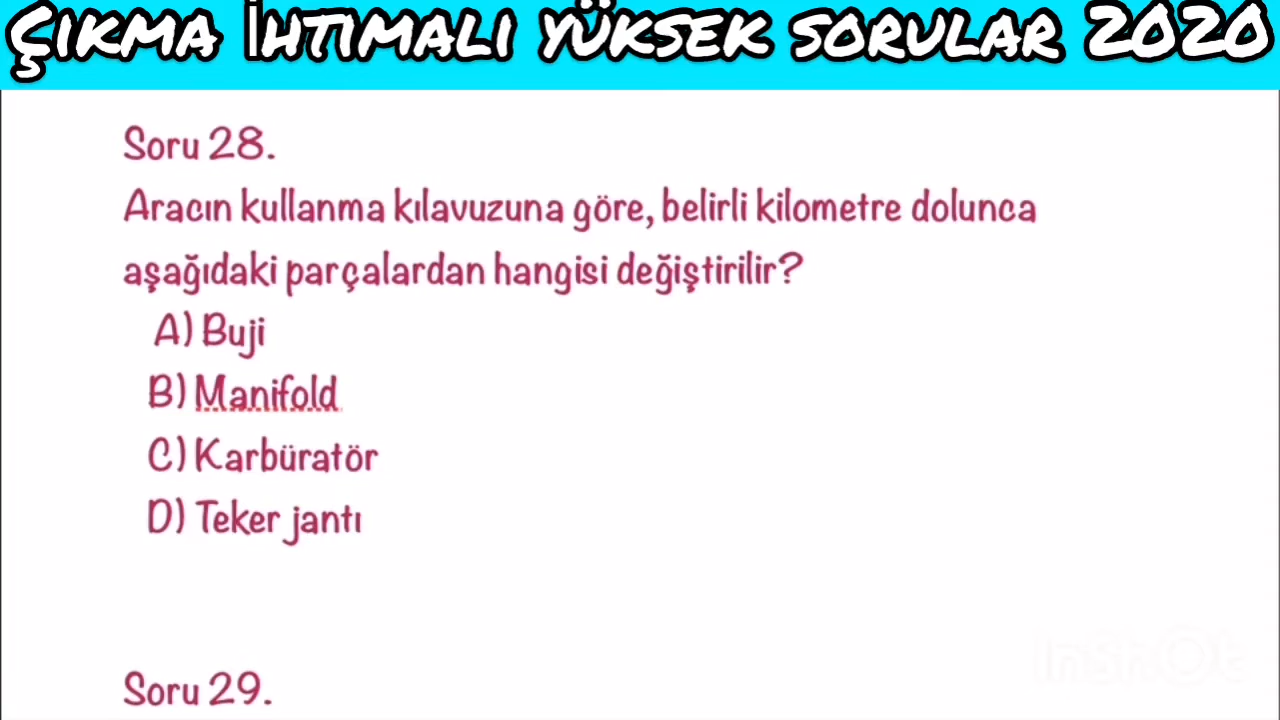 Çıkma İhtimali yüksek sorular 2020
Soru 28.
Aracın kullanma kılavuzuna göre, belirli kilometre dolunca
aşağıdaki parçalardan hangisi değiştirilir?
A) Buji
B) Manifold
C) Karbüratör
D) Teker jantı
Soru 29.